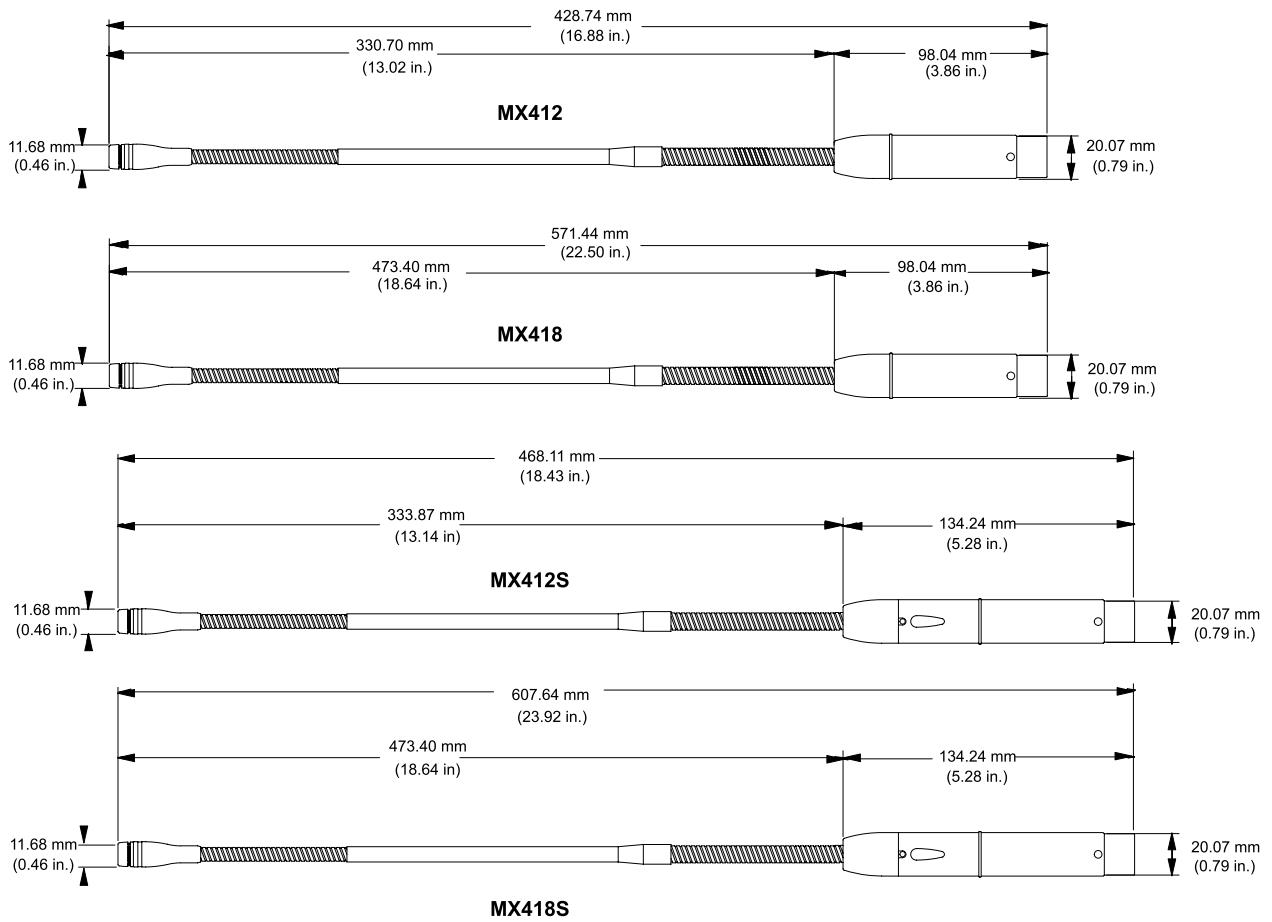 428.74 mm
(16.88 in.)
330.70 mm
(13.02 in.)
98.04 mm
(3.86 in.)
MX412
11.68 mm
(0.46 in.)
20.07 mm
(0.79 in.)
571.44 mm
(22.50 in.)
473.40 mm
(18.64 in.)
98.04 mm
(3.86 in.)
MX418
11.68 mm
(0.46 in.)
20.07 mm
(0.79 in.)
468.11 mm
(18.43 in.)
333.87 mm
(13.14 in)
134.24 mm
(5.28 in.)
MX412S
11.68 mm
(0.46 in.)
20.07 mm
(0.79 in.)
607.64 mm
(23.92 in.)
473.40 mm
(18.64 in)
134.24 mm
(5.28 in.)
11.68 mm
(0.46 in.)
20.07 mm
(0.79 in.)
MX418S